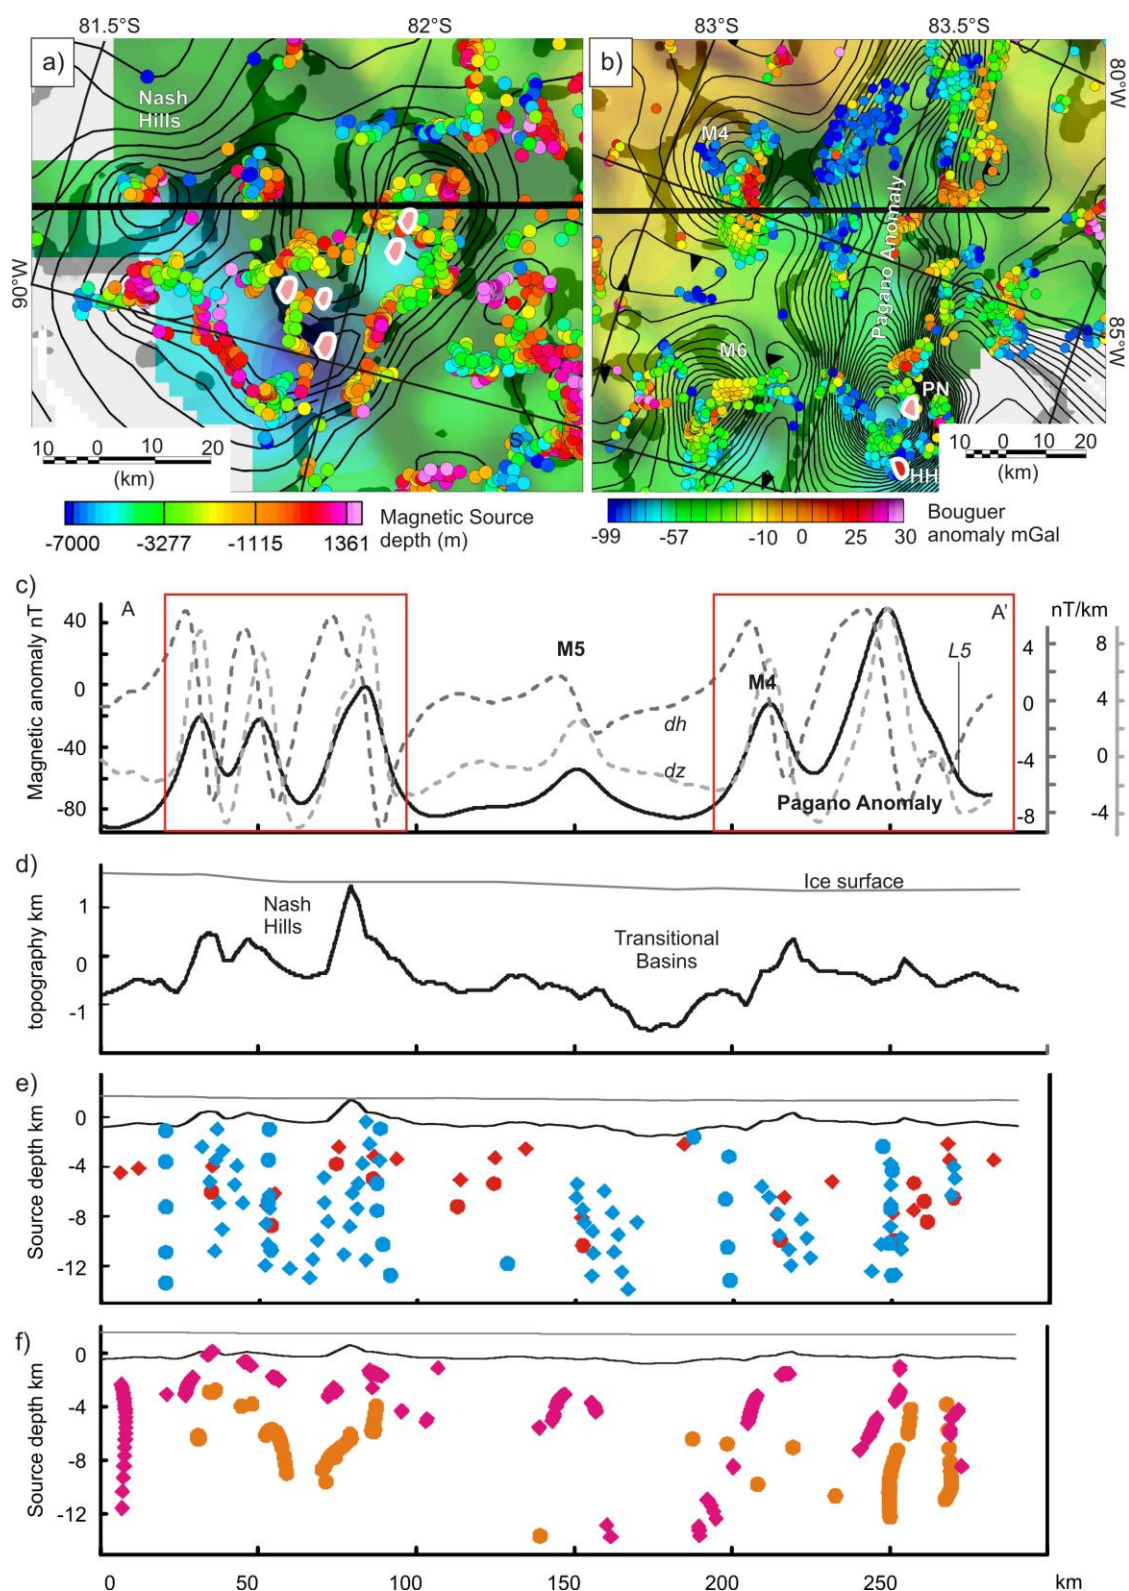 81.5°S
82°S
83°S
83.5°S
a)
b)
Nash
Hills
M4
Pagano Anomaly
M6
PN
HH
S
80°W
85°W
90°W
10 0 10 20
(km)
10 0 10 20
km
-7000 -3277 -1115 1361
Magnetic Source
depth (m)
-99 -57 -10 0 25 30
Bouguer
anomaly mGal
c)
A
A'
nT/km
Magnetic anomaly nT
40
0
-40
-80
M5
M4
L5
dh
dz
Pagano Anomaly
4
0
-4
-8
8
4
0
-4
d)
topography km
1
0
-1
Ice surface
Nash
Hills
Transitional
Basins
e)
Source depth km
0
-4
-8
-12
f)
Source depth km
0
-4
-8
-12
0 50 100 150 200 250 km